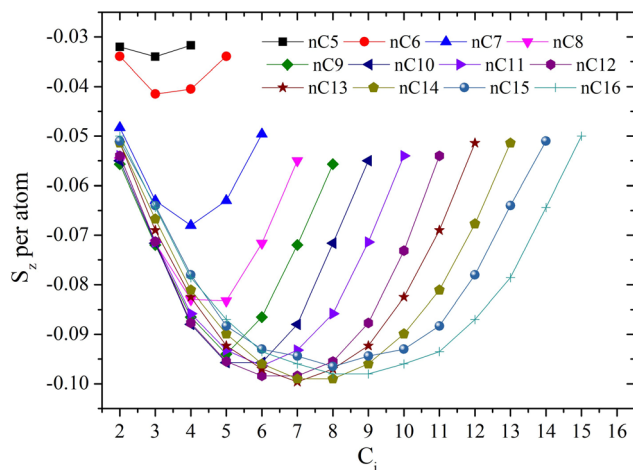 -0.03
nC5 nC6 nC7 nC8
nC9 nC10 nC11 nC12
nC13 nC14 nC15 nC16
-0.04
-0.05
-0.06
-0.07
-0.08
-0.09
-0.10
S_z per atom
2 3 4 5 6 7 8 9 10 11 12 13 14 15 16
C_i